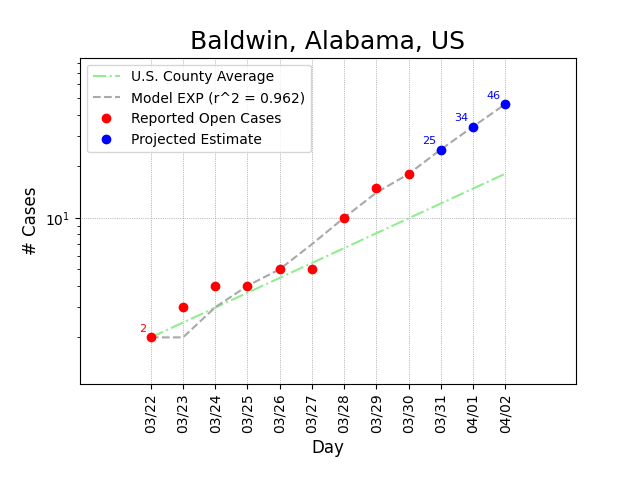 Baldwin, Alabama, US
U.S. County Average
Model EXP (r^2 = 0.962)
Reported Open Cases
Projected Estimate
46
34
25
2
10^1
# Cases
03/22
03/23
03/24
03/25
03/26
03/27
03/28
03/29
03/30
03/31
04/01
04/02
Day